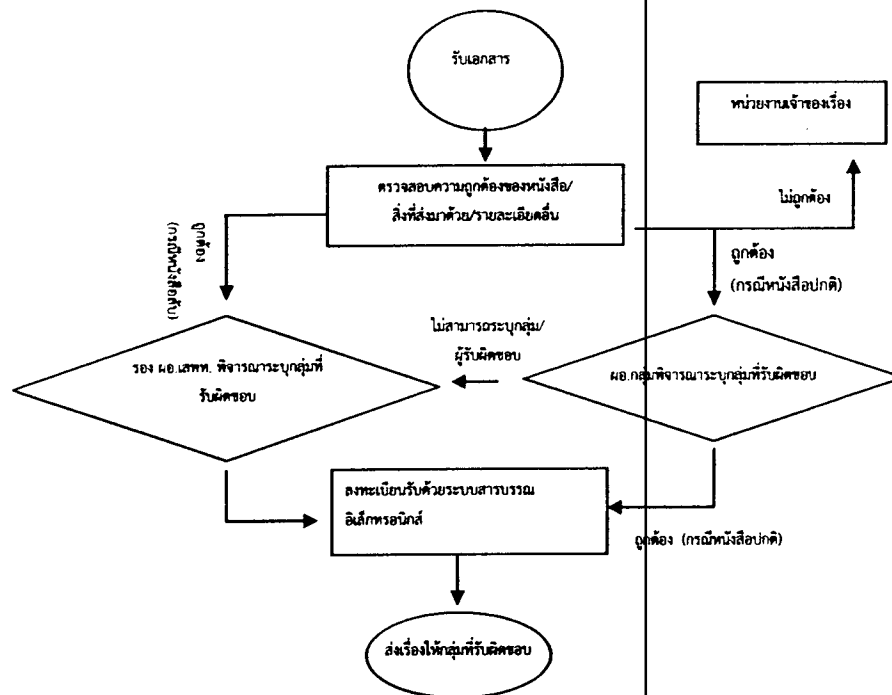 รับเอกสาร
หน่วยงานเจ้าของเรื่อง
ตรวจสอบความถูกต้องของหนังสือ/
สิ่งที่ส่งมาด้วย/รายละเอียดอื่น
ไม่ถูกต้อง
ถูกต้อง
(กรณีหนังสือลับ)
ถูกต้อง
(กรณีหนังสือปกติ)
ไม่สามารถระบุกลุ่ม/
ผู้รับผิดชอบ
รอง ผอ.เสพท. พิจารณาระบุกลุ่มที่
รับผิดชอบ
ผอ.กลุ่มพิจารณาระบุกลุ่มที่รับผิดชอบ
ลงทะเบียนรับด้วยระบบสารบรรณ
อิเล็กทรอนิกส์
ถูกต้อง (กรณีหนังสือปกติ)
ส่งเรื่องให้กลุ่มที่รับผิดชอบ